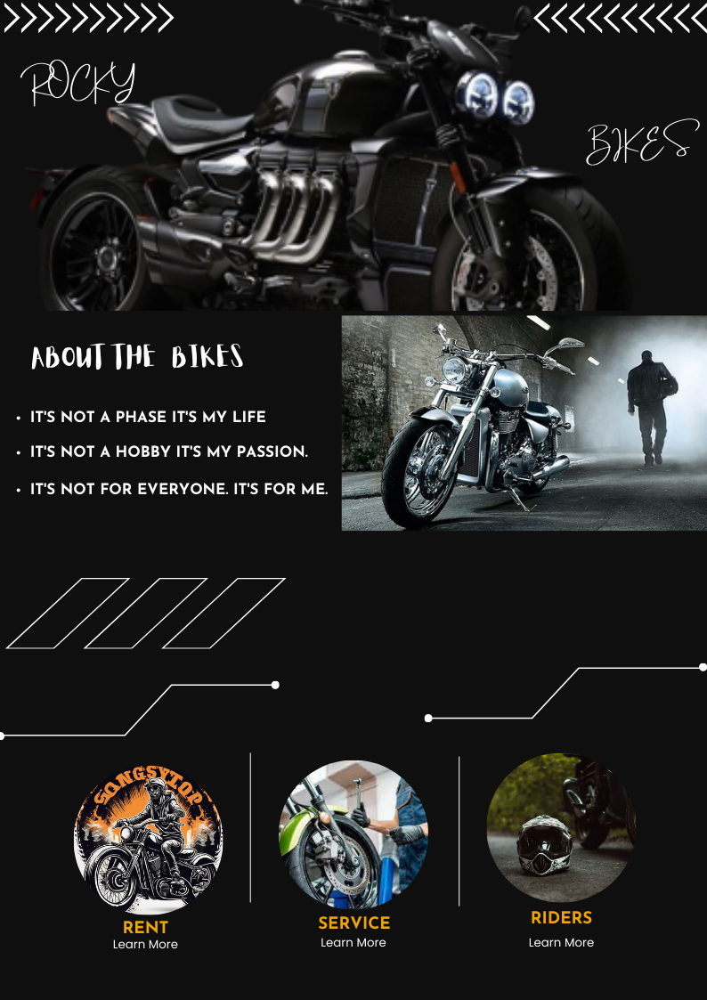 ROCKY
BIKES
ABOUT THE BIKES
• IT'S NOT A PHASE IT'S MY LIFE
• IT'S NOT A HOBBY IT'S MY PASSION.
• IT'S NOT FOR EVERYONE. IT'S FOR ME.
RENT
Learn More
SERVICE
Learn More
RIDERS
Learn More